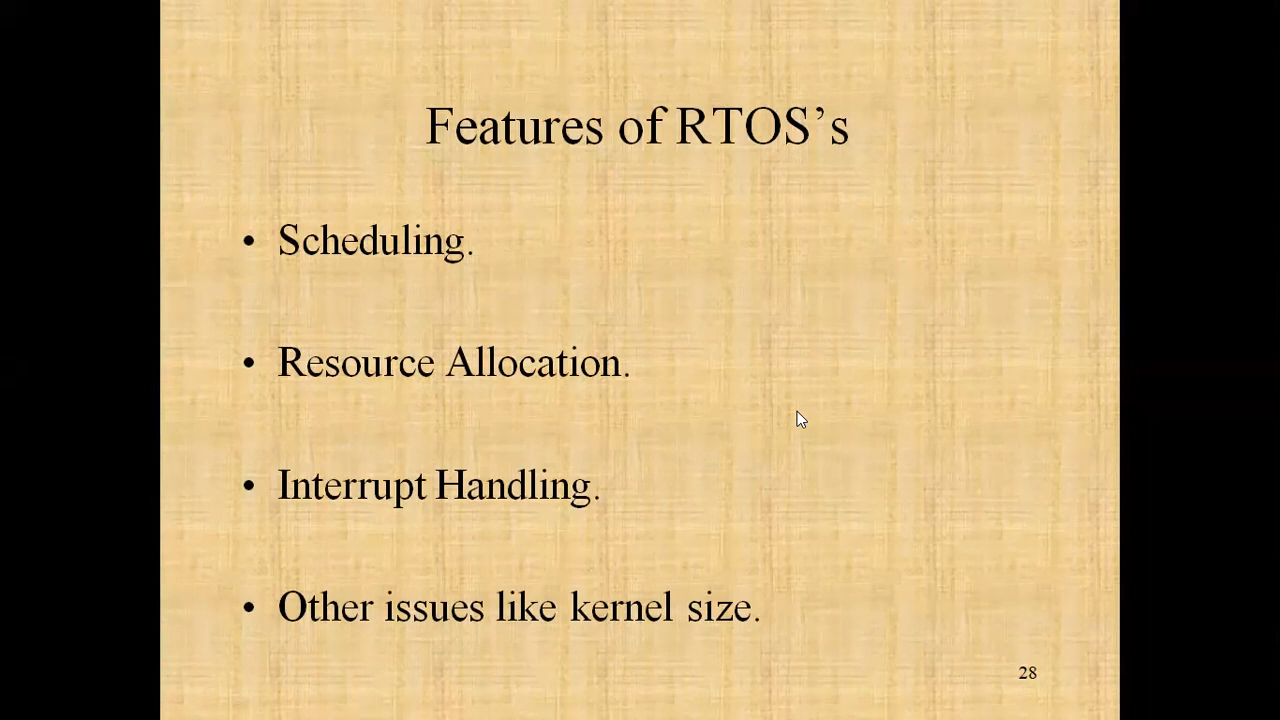 Features of RTOS’s
• Scheduling.
• Resource Allocation.
• Interrupt Handling.
• Other issues like kernel size.
28